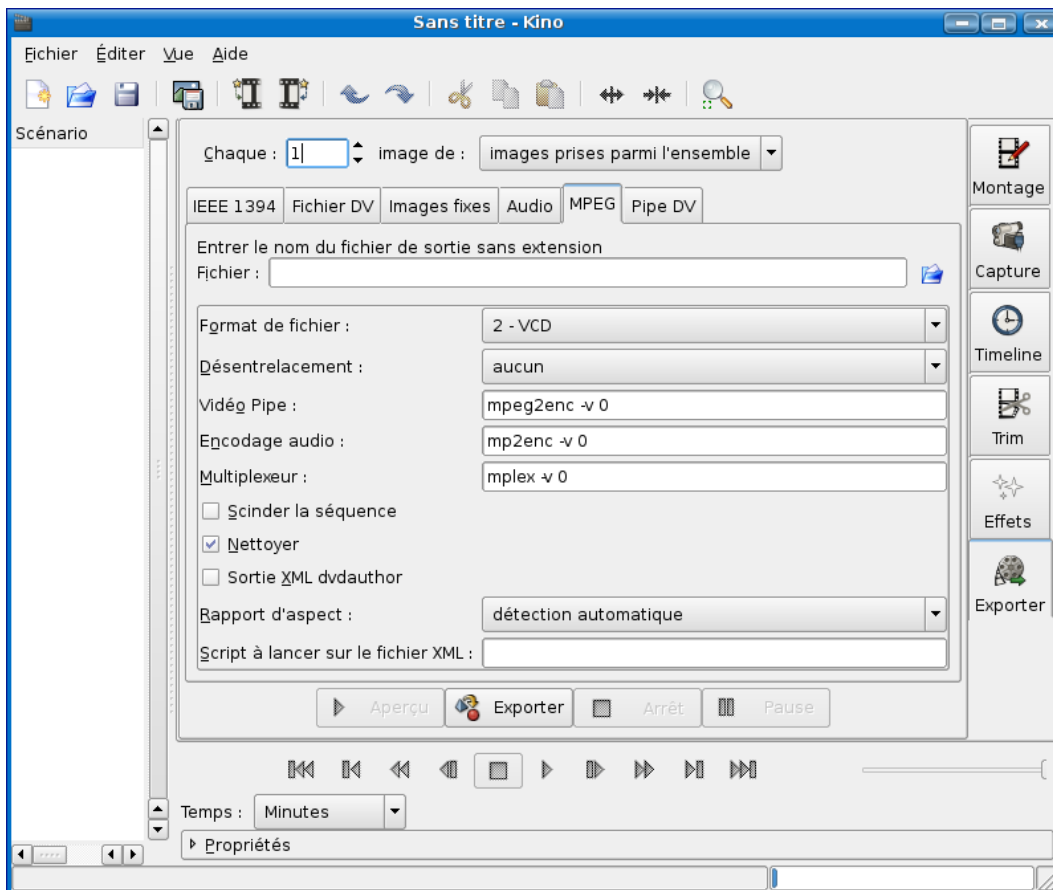 Sans titre - Kino
Fichier Éditer Vue Aide
Scénario
Chaque : 1 image de : images prises parmi l'ensemble
IEEE 1394 Fichier DV Images fixes Audio MPEG Pipe DV
Entrer le nom du fichier de sortie sans extension
Fichier :
Format de fichier : 2 - VCD
Désentrelacement : aucun
Vidéo Pipe : mpeg2enc -v 0
Encodage audio : mp2enc -v 0
Multiplexeur : mplex -v 0
Scinder la séquence
Nettoyer
Sortie XML dvdauthor
Rapport d'aspect : détection automatique
Script à lancer sur le fichier XML :
Aperçu Exporter Arrêt Pause
Temps : Minutes
Propriétés
Montage
Capture
Timeline
Trim
Effets
Exporter